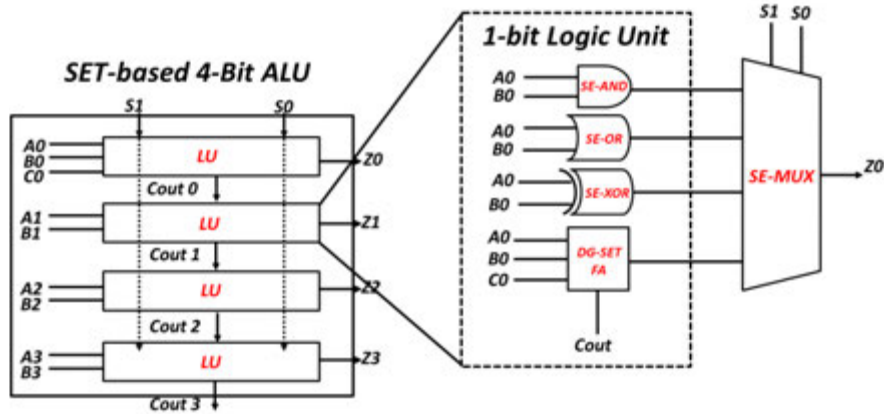 SET-based 4-Bit ALU
S1
S0
A0
B0
C0
LU
Z0
Cout 0
A1
B1
LU
Z1
Cout 1
A2
B2
LU
Z2
Cout 2
A3
B3
LU
Z3
Cout 3
1-bit Logic Unit
A0
B0
SE-AND
A0
B0
SE-OR
A0
B0
SE-XOR
A0
B0
C0
DG-SET
FA
Cout
S1
S0
SE-MUX
Z0